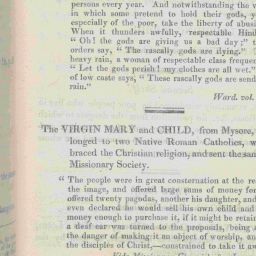 persons every year. And notwithstanding the v
in which some pretend to hold their gods, y
especially of the poor, take the liberty of abusi
When it thunders awfully, respectable Hind
" Oh! the gods are giving us a bad day;" t
orders say, " The rascally gods are dying."
heavy rain, a woman of respectable class frequer
" Let the gods perish! my clothes are all wet."
of low caste says, " These rascally gods are send
rain."
Ward. vol.
The VIRGIN MARY and CHILD, from Mysore,
longed to two Native Roman Catholics, w
braced the Christian religion, and sent the san
Missionary Society.
" The people were in great consternation at the re
the image, and offered large sums of money for
offered twenty pagodas, another his daughter, and
even declared he would sell his own child and
money enough to purchase it, if it might be retain
a deaf ear was turned to the proposals, being a
the danger of making it an object of worship, an
the disciples of Christ,—constrained to take it aw